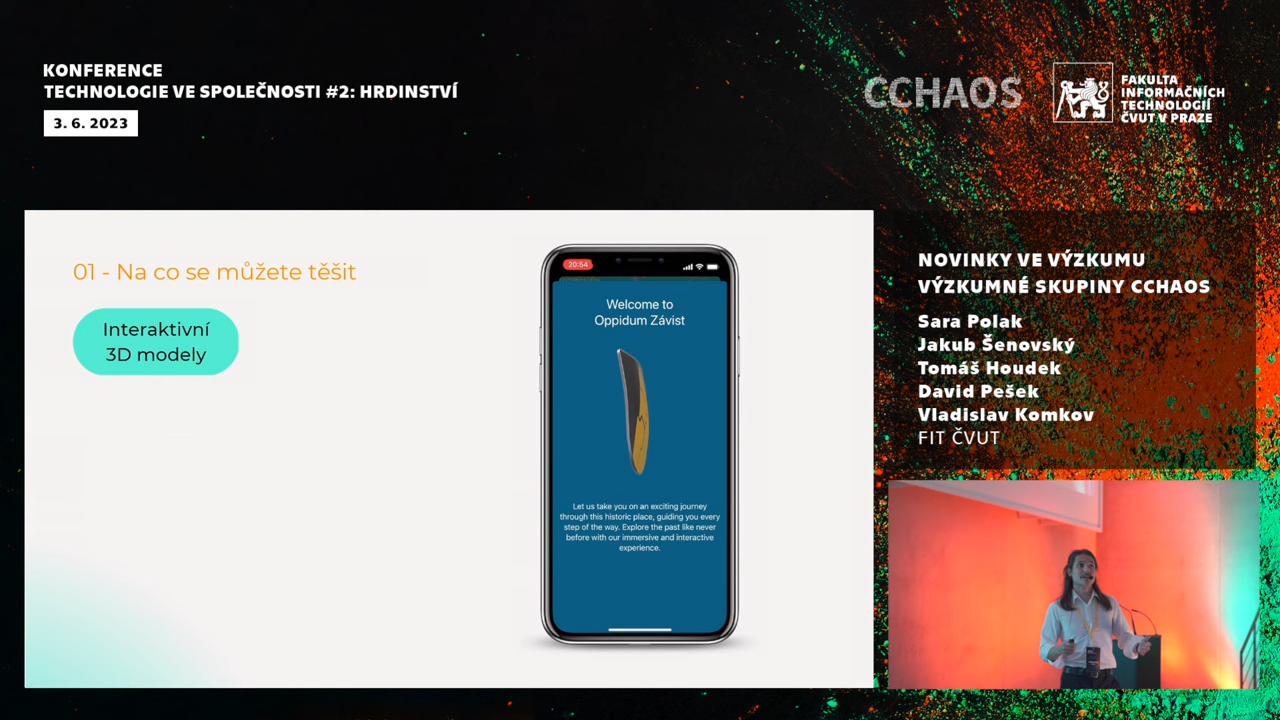 KONFERENCE
TECHNOLOGIE VE SPOLEČNOSTI #2: HRDINSTVÍ
3. 6. 2023
CCHAOS
FAKULTA
INFORMAČNÍCH
TECHNOLOGIÍ
ČVUT V PRAZE
01 - Na co se můžete těšit
Interaktivní
3D modely
20:54
Welcome to
Oppidum Závist
Let us take you on an exciting journey
through this historic place, guiding you every
step of the way. Explore the past like never
before with our immersive and interactive
experience.
NOVINKY VE VÝZKUMU
VÝZKUMNÉ SKUPINY CCHAOS
Sara Polak
Jakub Šenovský
Tomáš Houdek
David Pešek
Vladislav Komkov
FIT ČVUT